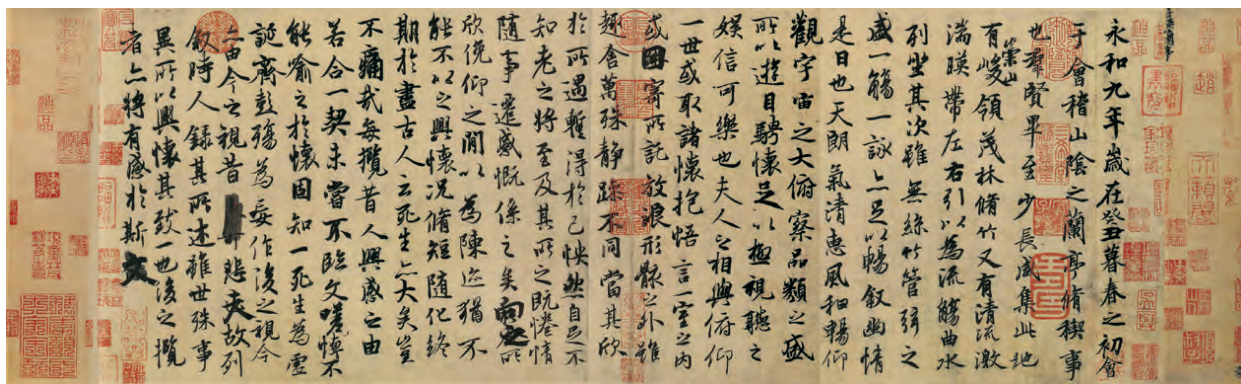 永和九年歲在癸丑暮春之初會
于會稽山陰之蘭亭脩稧事
也羣賢畢至少長咸集此地
有崇山峻領茂林脩竹又有清流激
湍暎帶左右引以為流觴曲水
列坐其次雖無絲竹管弦之
盛一觴一詠亦足以暢敘幽情
是日也天朗氣清惠風和暢仰
觀宇宙之大俯察品類之盛
所以遊目騁懷足以極視聽之
娛信可樂也夫人之相與俯仰
一世或取諸懷抱悟言一室之內
或因寄所託放浪形骸之外雖
趣舍萬殊靜躁不同當其欣
於所遇暫得於己怏然自足不
知老之將至及其所之既惓情
隨事遷感慨係之矣向之所
欣俛仰之閒以為陳迹猶不
能不以之興懷況脩短隨化終
期於盡古人云死生亦大矣豈
不痛哉每攬昔人興感之由
若合一契未嘗不臨文嗟悼不
能喻之於懷固知一死生為虛
誕齊彭殤為妄作後之視今
亦由今之視昔悲夫故列
敘時人錄其所述雖世殊事
異所以興懷其致一也後之攬
者亦將有感於斯文